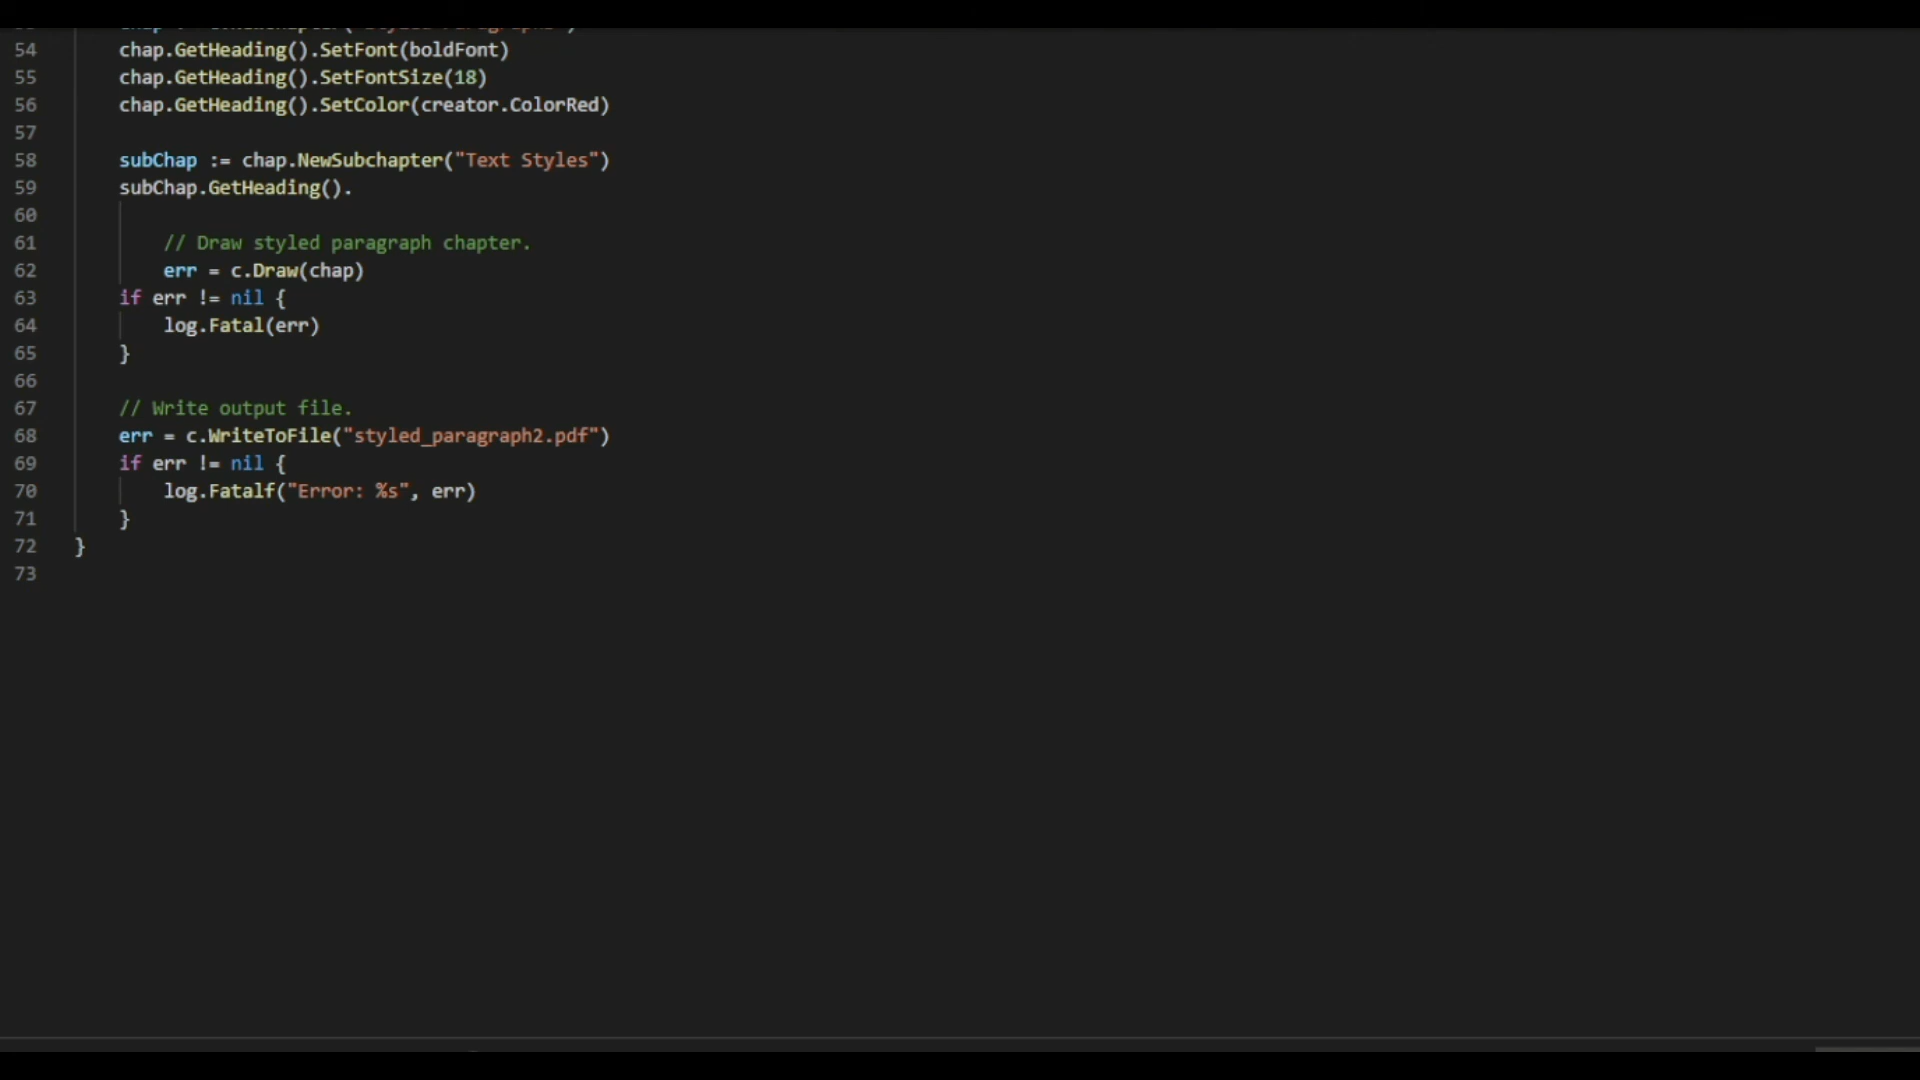 54 chap.GetHeading().SetFont(boldFont)
55 chap.GetHeading().SetFontSize(18)
56 chap.GetHeading().SetColor(creator.ColorRed)
57
58 subChap := chap.NewSubchapter("Text Styles")
59 subChap.GetHeading().
60
61 // Draw styled paragraph chapter.
62 err = c.Draw(chap)
63 if err != nil {
64 log.Fatal(err)
65 }
66
67 // Write output file.
68 err = c.WriteToFile("styled_paragraph2.pdf")
69 if err != nil {
70 log.Fatalf("Error: %s", err)
71 }
72 }
73